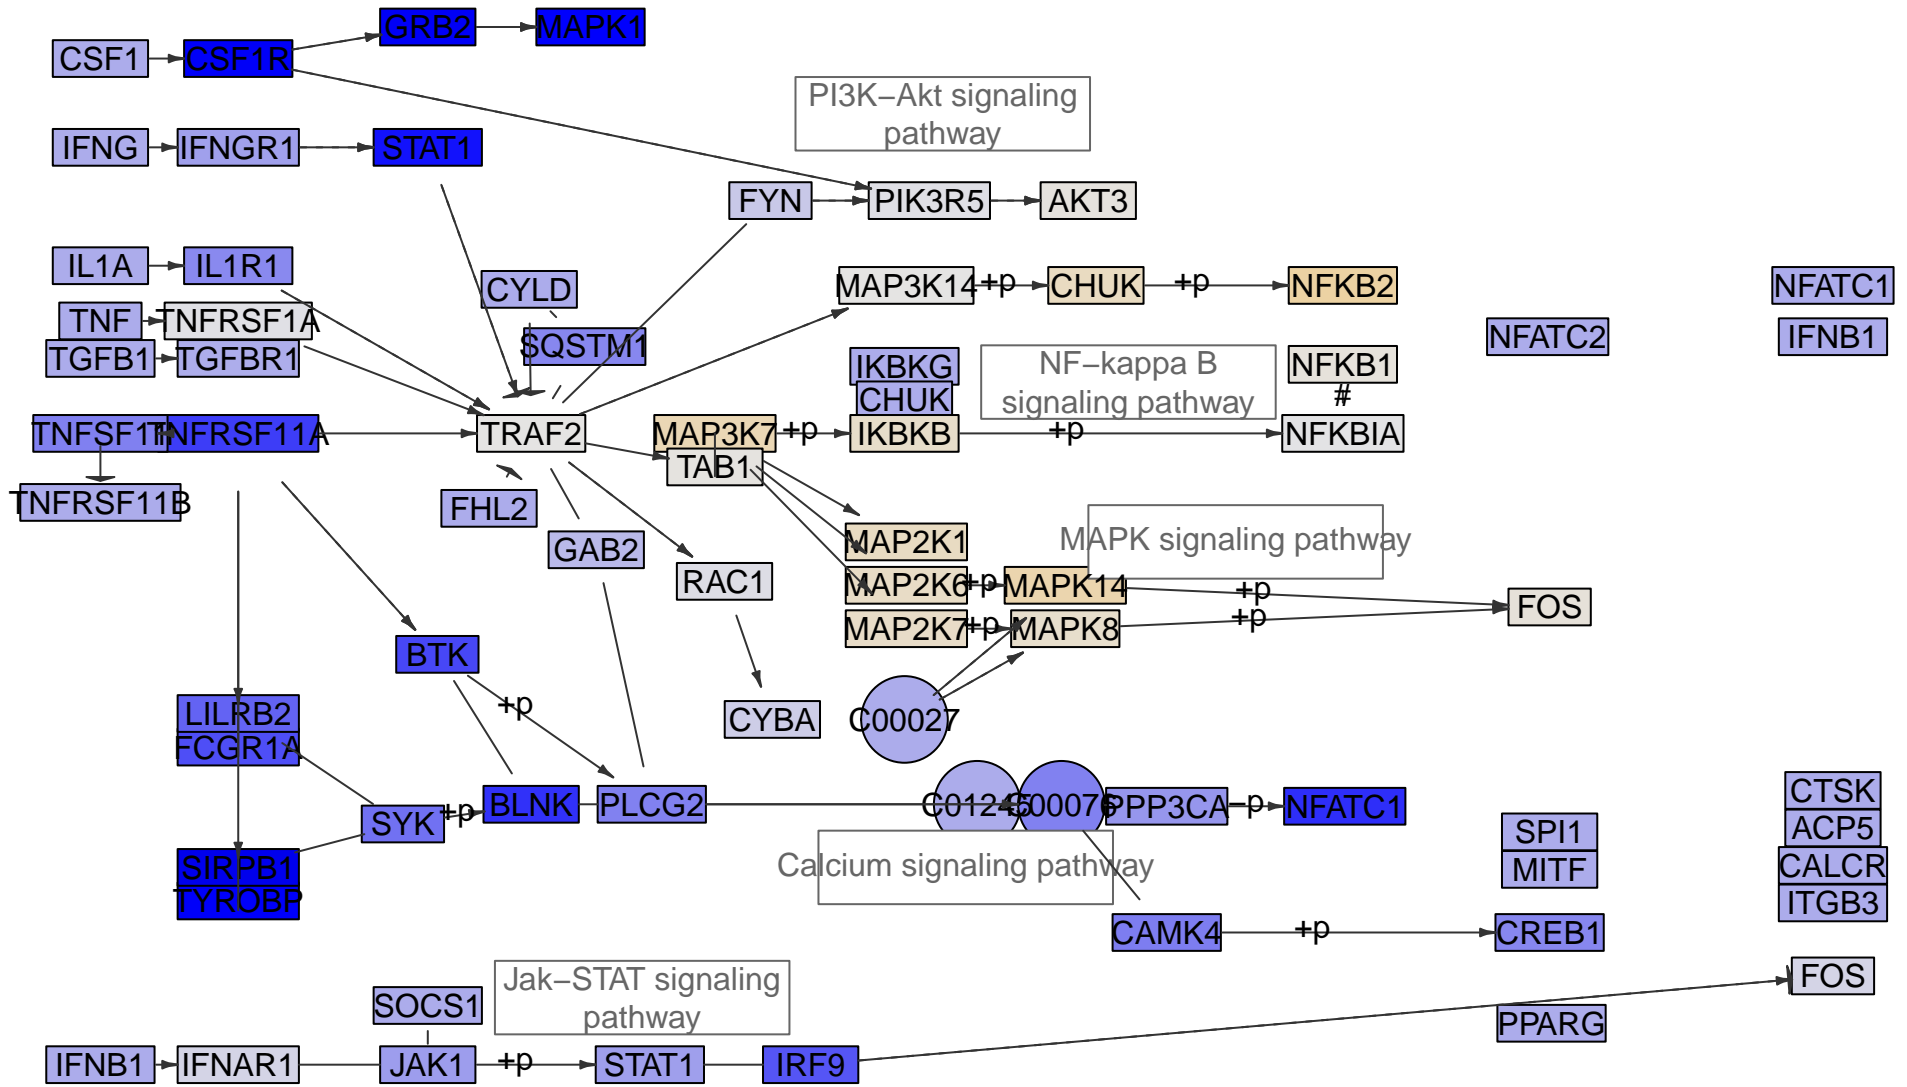 GRB2
MAPK1
CSF1
CSF1R
PI3K−Akt signaling
pathway
IFNG
IFNGR1
STAT1
FYN
PIK3R5
AKT3
IL1A
IL1R1
CYLD
MAP3K14
+p
CHUK
+p
NFKB2
NFATC1
TNF
TNFRSF1A
NFATC2
IFNB1
TGFB1
TGFBR1
SQSTM1
IKBKG
CHUK
NF−kappa B
signaling pathway
NFKB1
#
TNFRSF11A
TRAF2
MAP3K7
+p
IKBKB
+p
NFKBIA
TAB1
TNFRSF11B
FHL2
GAB2
RAC1
MAP2K1
MAPK signaling pathway
MAP2K6
+p
MAPK14
+p
FOS
MAP2K7
+p
MAPK8
+p
BTK
+p
LILRB2
FCGR1A
CYBA
C00027
SYK
+p
BLNK
PLCG2
C01245
C00076
PPP3CA
−p
NFATC1
CTSK
ACP5
CALCR
ITGB3
SPI1
MITF
SIRPB1
TYROBP
Calcium signaling pathway
CAMK4
+p
CREB1
SOCS1
Jak−STAT signaling
pathway
FOS
PPARG
IFNB1
IFNAR1
JAK1
+p
STAT1
IRF9